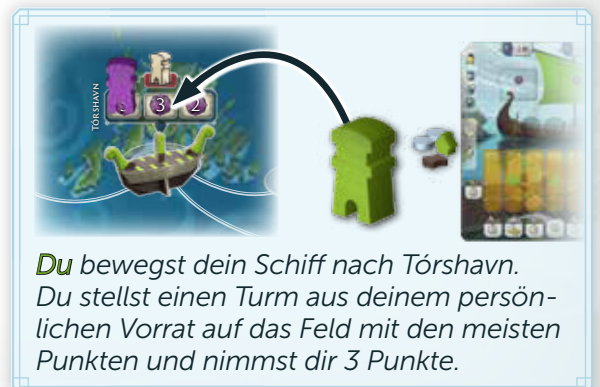 TÓRSHAVN
3 2
Du bewegst dein Schiff nach Tórshavn.
Du stellst einen Turm aus deinem persön-
lichen Vorrat auf das Feld mit den meisten
Punkten und nimmst dir 3 Punkte.